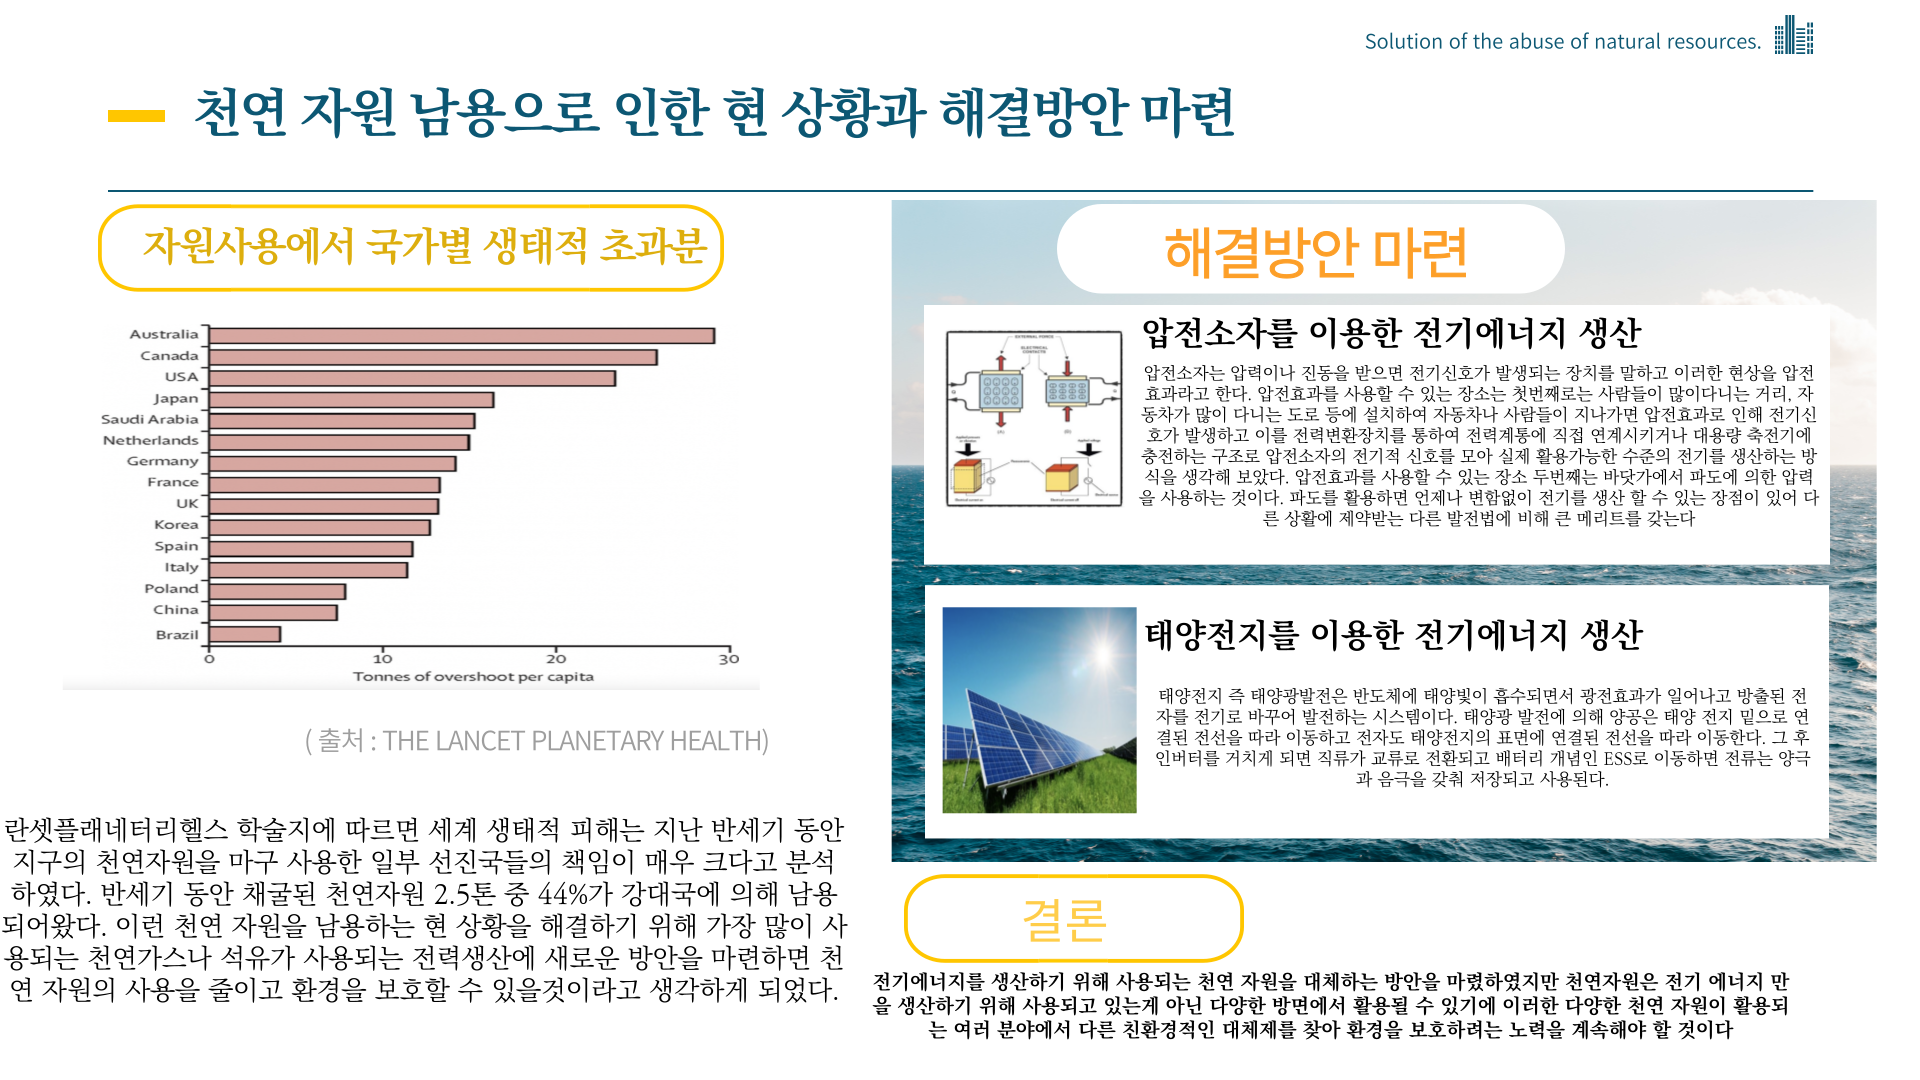 Solution of the abuse of natural resources.
천연 자원 남용으로 인한 현 상황과 해결방안 마련
자원사용에서 국가별 생태적 초과분
Australia
Canada
USA
Japan
Saudi Arabia
Netherlands
Germany
France
UK
Korea
Spain
Italy
Poland
China
Brazil
0 10 20 30
Tonnes of overshoot per capita
( 출처 : THE LANCET PLANETARY HEALTH)
란셋플래네터리헬스 학술지에 따르면 세계 생태적 피해는 지난 반세기 동안
지구의 천연자원을 마구 사용한 일부 선진국들의 책임이 매우 크다고 분석
하였다. 반세기 동안 채굴된 천연자원 2.5톤 중 44%가 강대국에 의해 남용
되어왔다. 이런 천연 자원을 남용하는 현 상황을 해결하기 위해 가장 많이 사
용되는 천연가스나 석유가 사용되는 전력생산에 새로운 방안을 마련하면 천
연 자원의 사용을 줄이고 환경을 보호할 수 있을것이라고 생각하게 되었다.
해결방안 마련
EXTERNAL FORCE
ELECTRICAL
CONTACTS
압전소자를 이용한 전기에너지 생산
압전소자는 압력이나 진동을 받으면 전기신호가 발생되는 장치를 말하고 이러한 현상을 압전
효과라고 한다. 압전효과를 사용할 수 있는 장소는 첫번째로는 사람들이 많이다니는 거리, 자
동차가 많이 다니는 도로 등에 설치하여 자동차나 사람들이 지나가면 압전효과로 인해 전기신
호가 발생하고 이를 전력변환장치를 통하여 전력계통에 직접 연계시키거나 대용량 축전기에
충전하는 구조로 압전소자의 전기적 신호를 모아 실제 활용가능한 수준의 전기를 생산하는 방
식을 생각해 보았다. 압전효과를 사용할 수 있는 장소 두번째는 바닷가에서 파도에 의한 압력
을 사용하는 것이다. 파도를 활용하면 언제나 변함없이 전기를 생산 할 수 있는 장점이 있어 다
른 상활에 제약받는 다른 발전법에 비해 큰 메리트를 갖는다
태양전지를 이용한 전기에너지 생산
태양전지 즉 태양광발전은 반도체에 태양빛이 흡수되면서 광전효과가 일어나고 방출된 전
자를 전기로 바꾸어 발전하는 시스템이다. 태양광 발전에 의해 양공은 태양 전지 밑으로 연
결된 전선을 따라 이동하고 전자도 태양전지의 표면에 연결된 전선을 따라 이동한다. 그 후
인버터를 거치게 되면 직류가 교류로 전환되고 배터리 개념인 ESS로 이동하면 전류는 양극
과 음극을 갖춰 저장되고 사용된다.
결론
전기에너지를 생산하기 위해 사용되는 천연 자원을 대체하는 방안을 마렸하였지만 천연자원은 전기 에너지 만
을 생산하기 위해 사용되고 있는게 아닌 다양한 방면에서 활용될 수 있기에 이러한 다양한 천연 자원이 활용되
는 여러 분야에서 다른 친환경적인 대체제를 찾아 환경을 보호하려는 노력을 계속해야 할 것이다